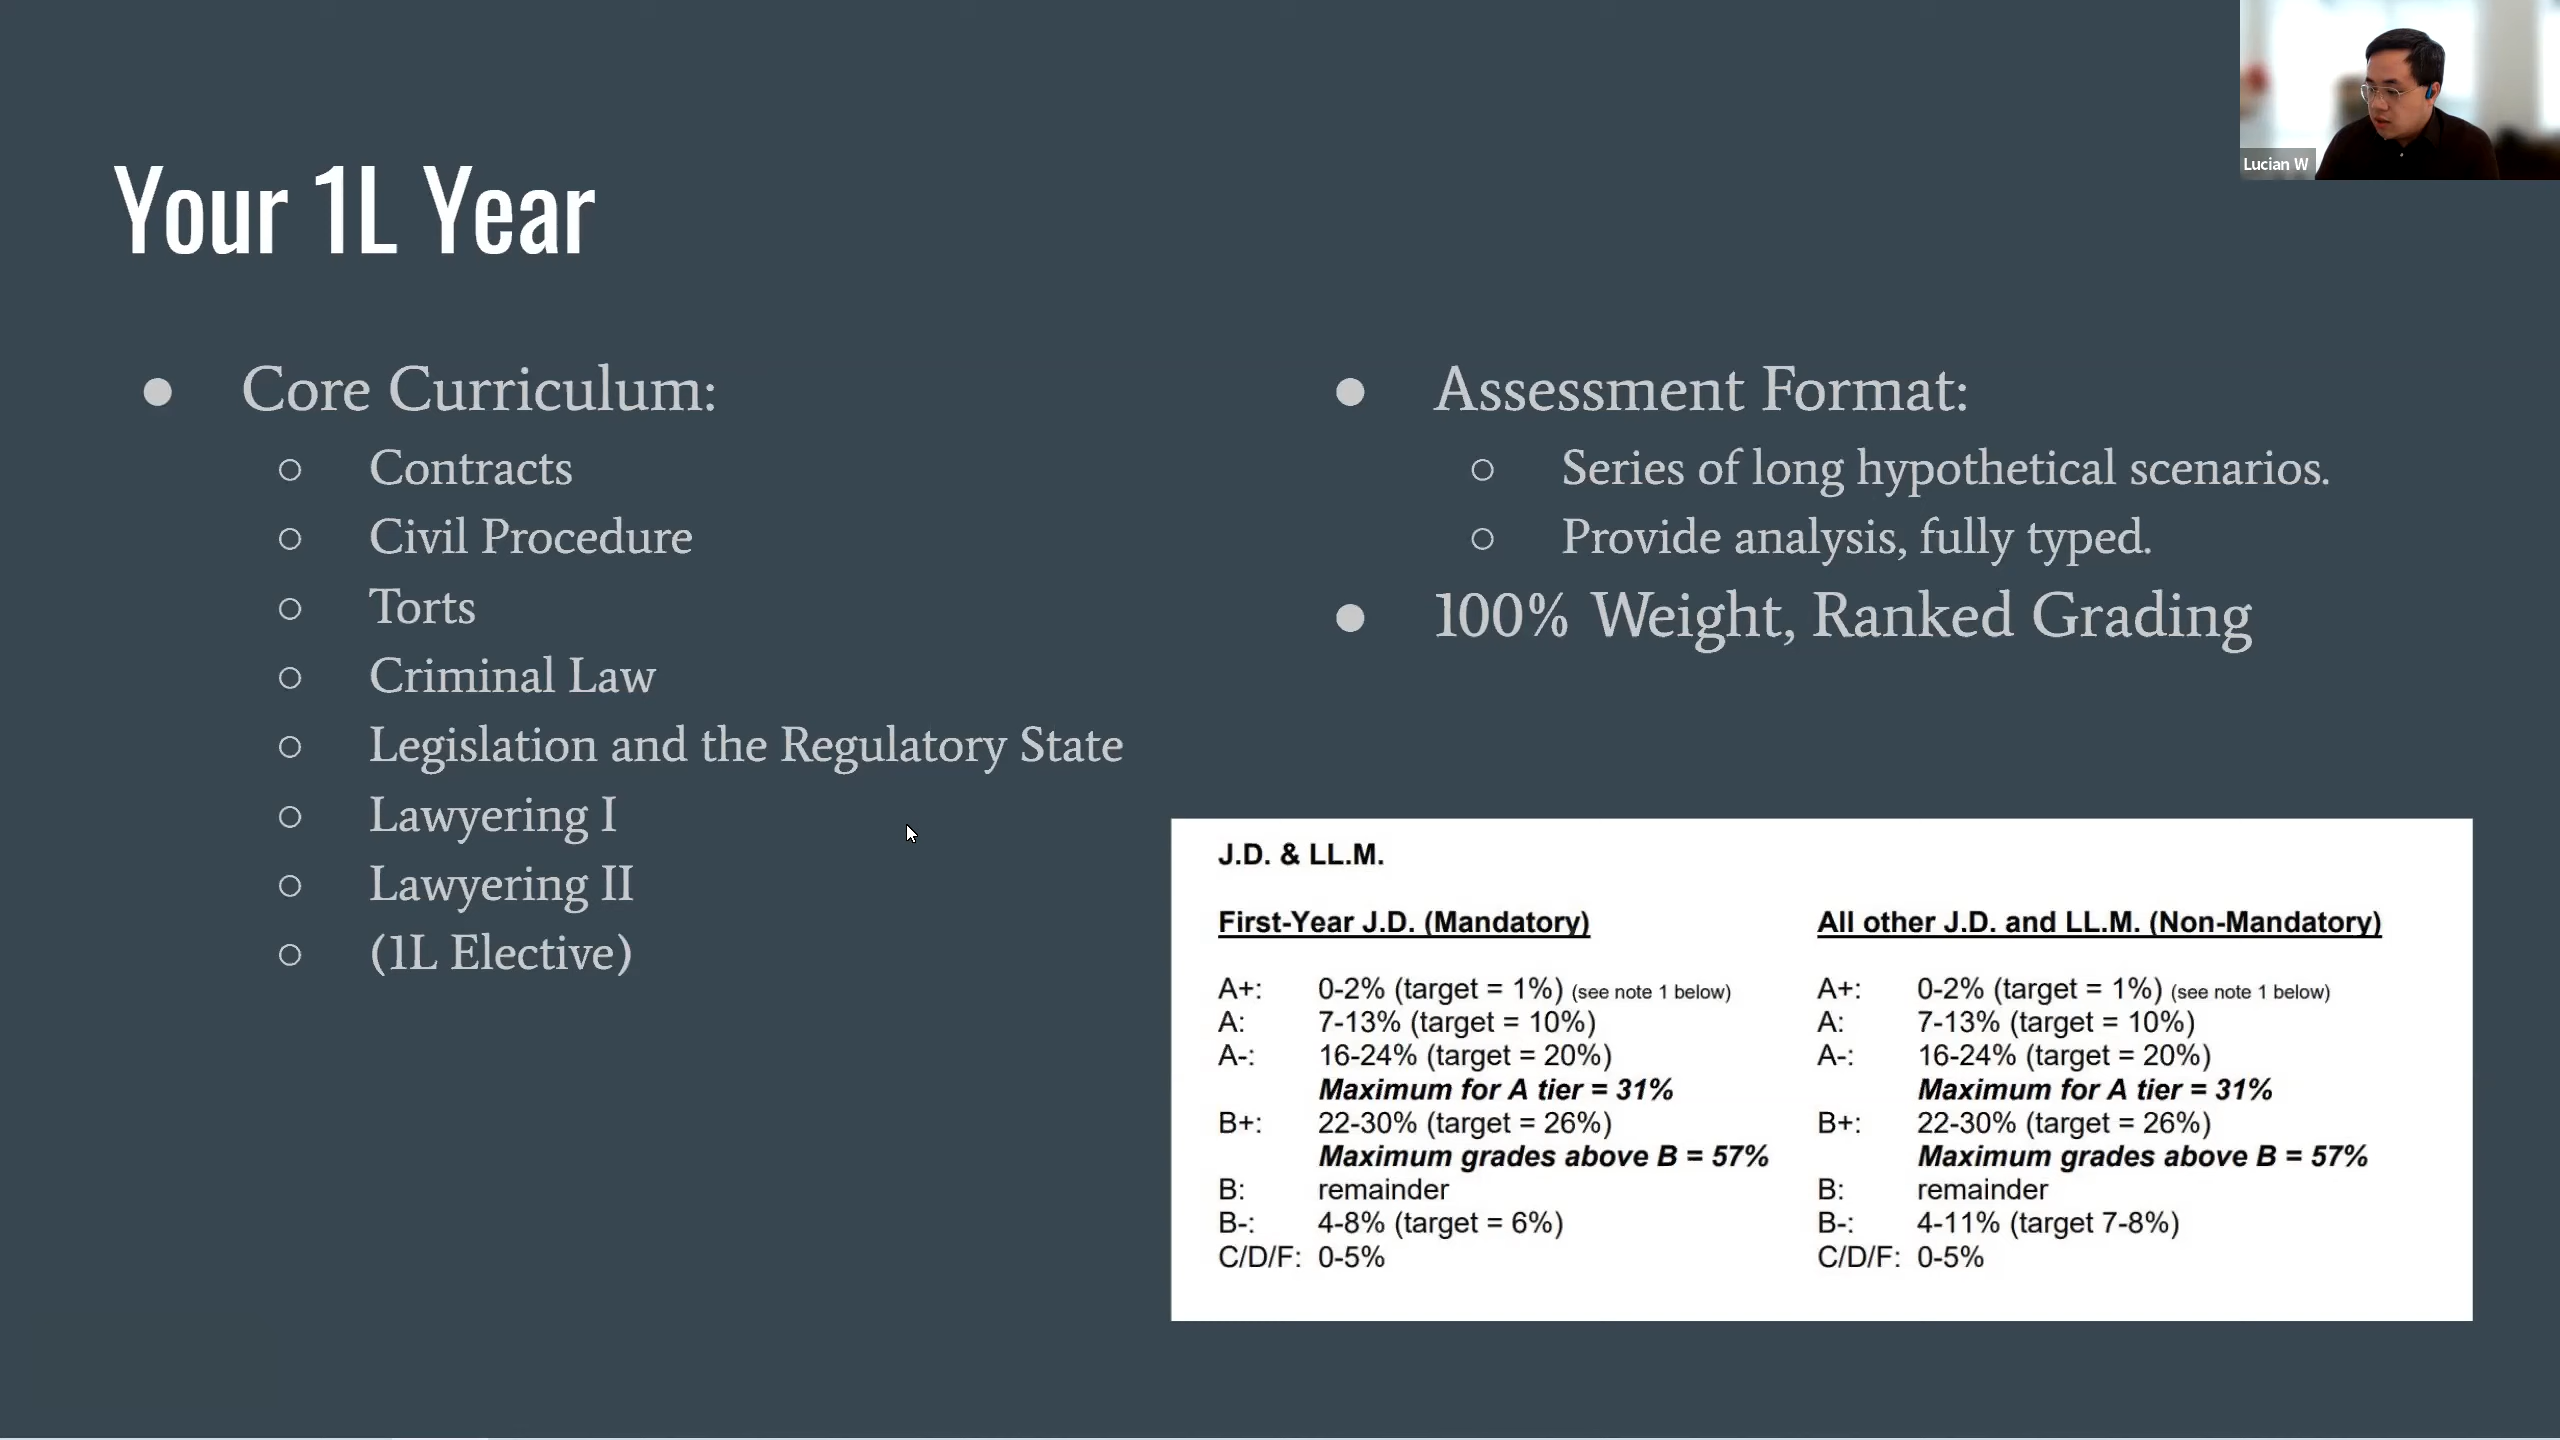 Your 1L Year
Core Curriculum:
Contracts
Civil Procedure
Torts
Criminal Law
Legislation and the Regulatory State
Lawyering I
Lawyering II
(1L Elective)
Assessment Format:
Series of long hypothetical scenarios.
Provide analysis, fully typed.
100% Weight, Ranked Grading
J.D. & LL.M.
First-Year J.D. (Mandatory)
A+: 0-2% (target = 1%) (see note 1 below)
A: 7-13% (target = 10%)
A-: 16-24% (target = 20%)
Maximum for A tier = 31%
B+: 22-30% (target = 26%)
Maximum grades above B = 57%
B: remainder
B-: 4-8% (target = 6%)
C/D/F: 0-5%
All other J.D. and LL.M. (Non-Mandatory)
A+: 0-2% (target = 1%) (see note 1 below)
A: 7-13% (target = 10%)
A-: 16-24% (target = 20%)
Maximum for A tier = 31%
B+: 22-30% (target = 26%)
Maximum grades above B = 57%
B: remainder
B-: 4-11% (target 7-8%)
C/D/F: 0-5%
Lucian W